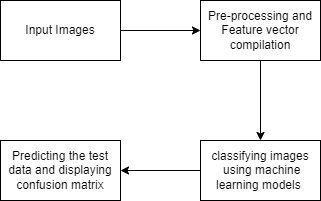 Input Images
Pre-processing and
Feature vector
compilation
classifying images
using machine
learning models
Predicting the test
data and displaying
confusion matrix